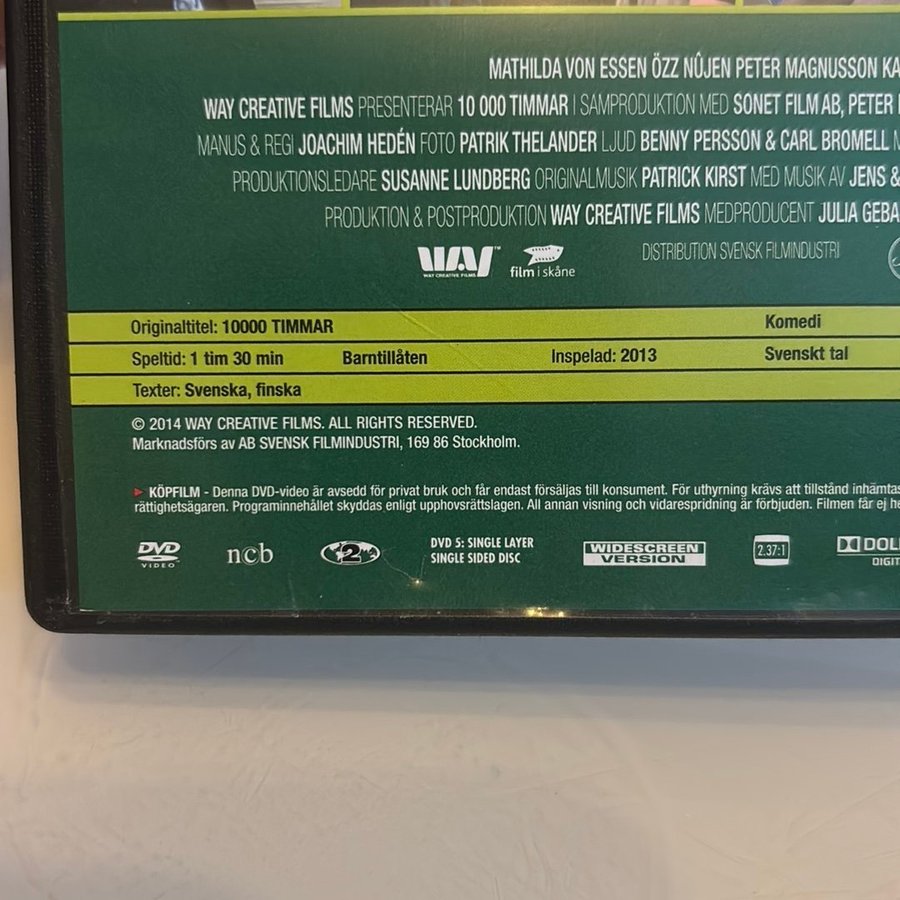 MATHILDA VON ESSEN ÖZZ NÛJEN PETER MAGNUSSON KA
WAY CREATIVE FILMS PRESENTERAR 10 000 TIMMAR I SAMPRODUKTION MED SONET FILM AB, PETER
MANUS & REGI JOACHIM HEDÉN FOTO PATRIK THELANDER LJUD BENNY PERSSON & CARL BROMELL
PRODUKTIONSLEDARE SUSANNE LUNDBERG ORIGINALMUSIK PATRICK KIRST MED MUSIK AV JENS &
PRODUKTION & POSTPRODUKTION WAY CREATIVE FILMS MEDPRODUCENT JULIA GEBA
WAY™
WAY CREATIVE FILMS
film i skåne
DISTRIBUTION SVENSK FILMINDUSTRI
Originaltitel: 10000 TIMMAR Komedi
Speltid: 1 tim 30 min Barntillåten Inspelad: 2013 Svenskt tal
Texter: Svenska, finska
© 2014 WAY CREATIVE FILMS. ALL RIGHTS RESERVED.
Marknadsförs av AB SVENSK FILMINDUSTRI, 169 86 Stockholm.
► KÖPFILM - Denna DVD-video är avsedd för privat bruk och får endast försäljas till konsument. För uthyrning krävs att tillstånd inhämtas
rättighetsägaren. Programinnehållet skyddas enligt upphovsrättslagen. All annan visning och vidarespridning är förbjuden. Filmen får ej he
DVD VIDEO ncb 2 DVD 5: SINGLE LAYER SINGLE SIDED DISC WIDESCREEN VERSION 2.37:1 DOL DIGIT